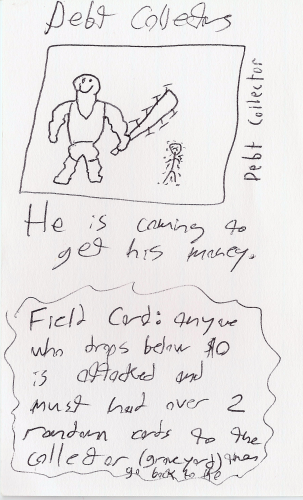 Debt Collectors
Debt Collector
He is coming to
get his money.
Field Card: Anyone
who drops below $0
is attacked and
must hand over 2
random cards to the
collector (graveyard) then
go back to the